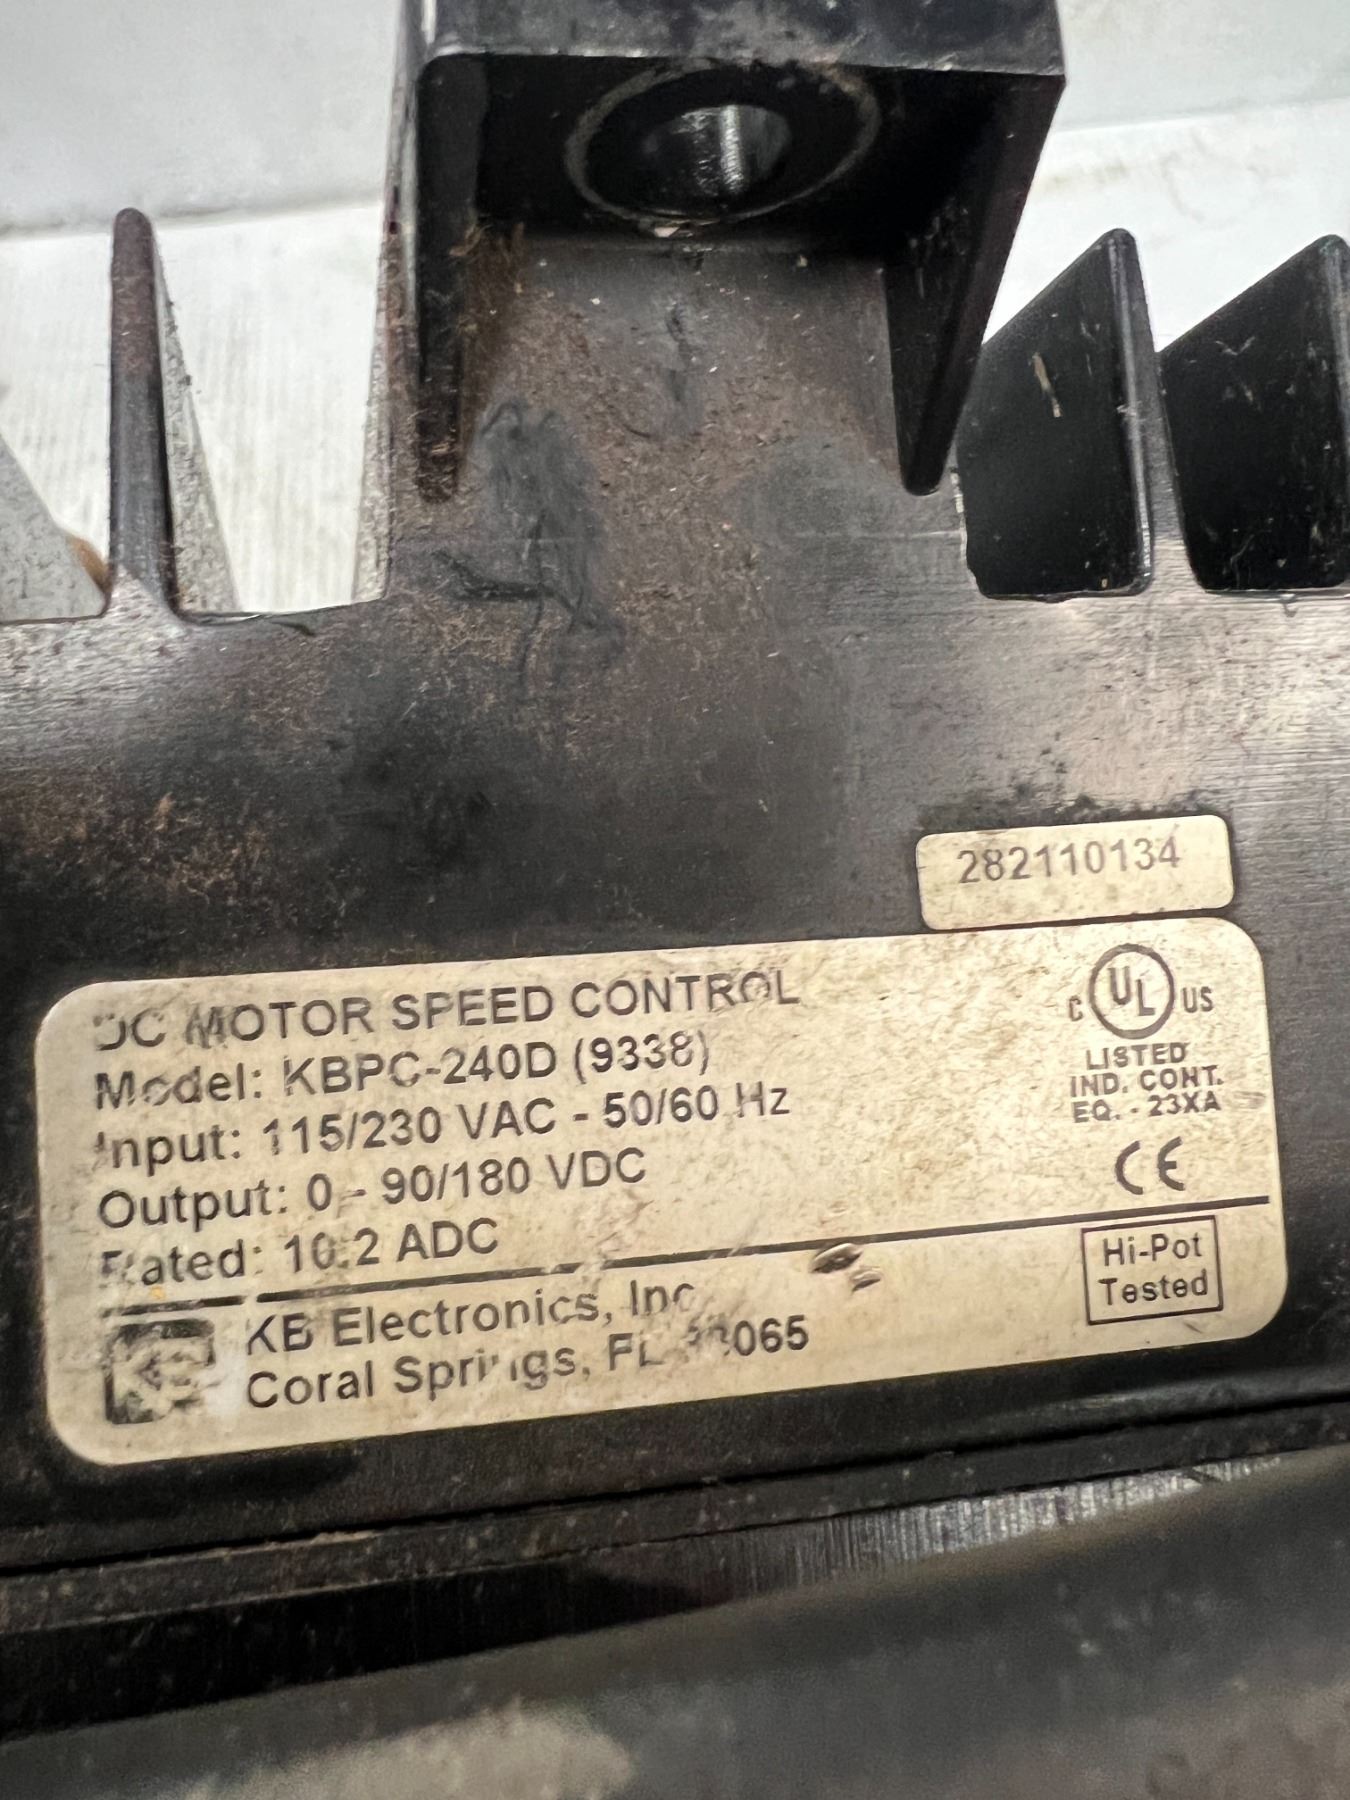 282110134
DC MOTOR SPEED CONTROL
Model: KBPC-240D (9338)
Input: 115/230 VAC - 50/60 Hz
Output: 0 - 90/180 VDC
Rated: 10.2 ADC
C UL US
LISTED
IND. CONT.
EQ. - 23XA
CE
Hi-Pot
Tested
KB Electronics, Inc
Coral Springs, FL